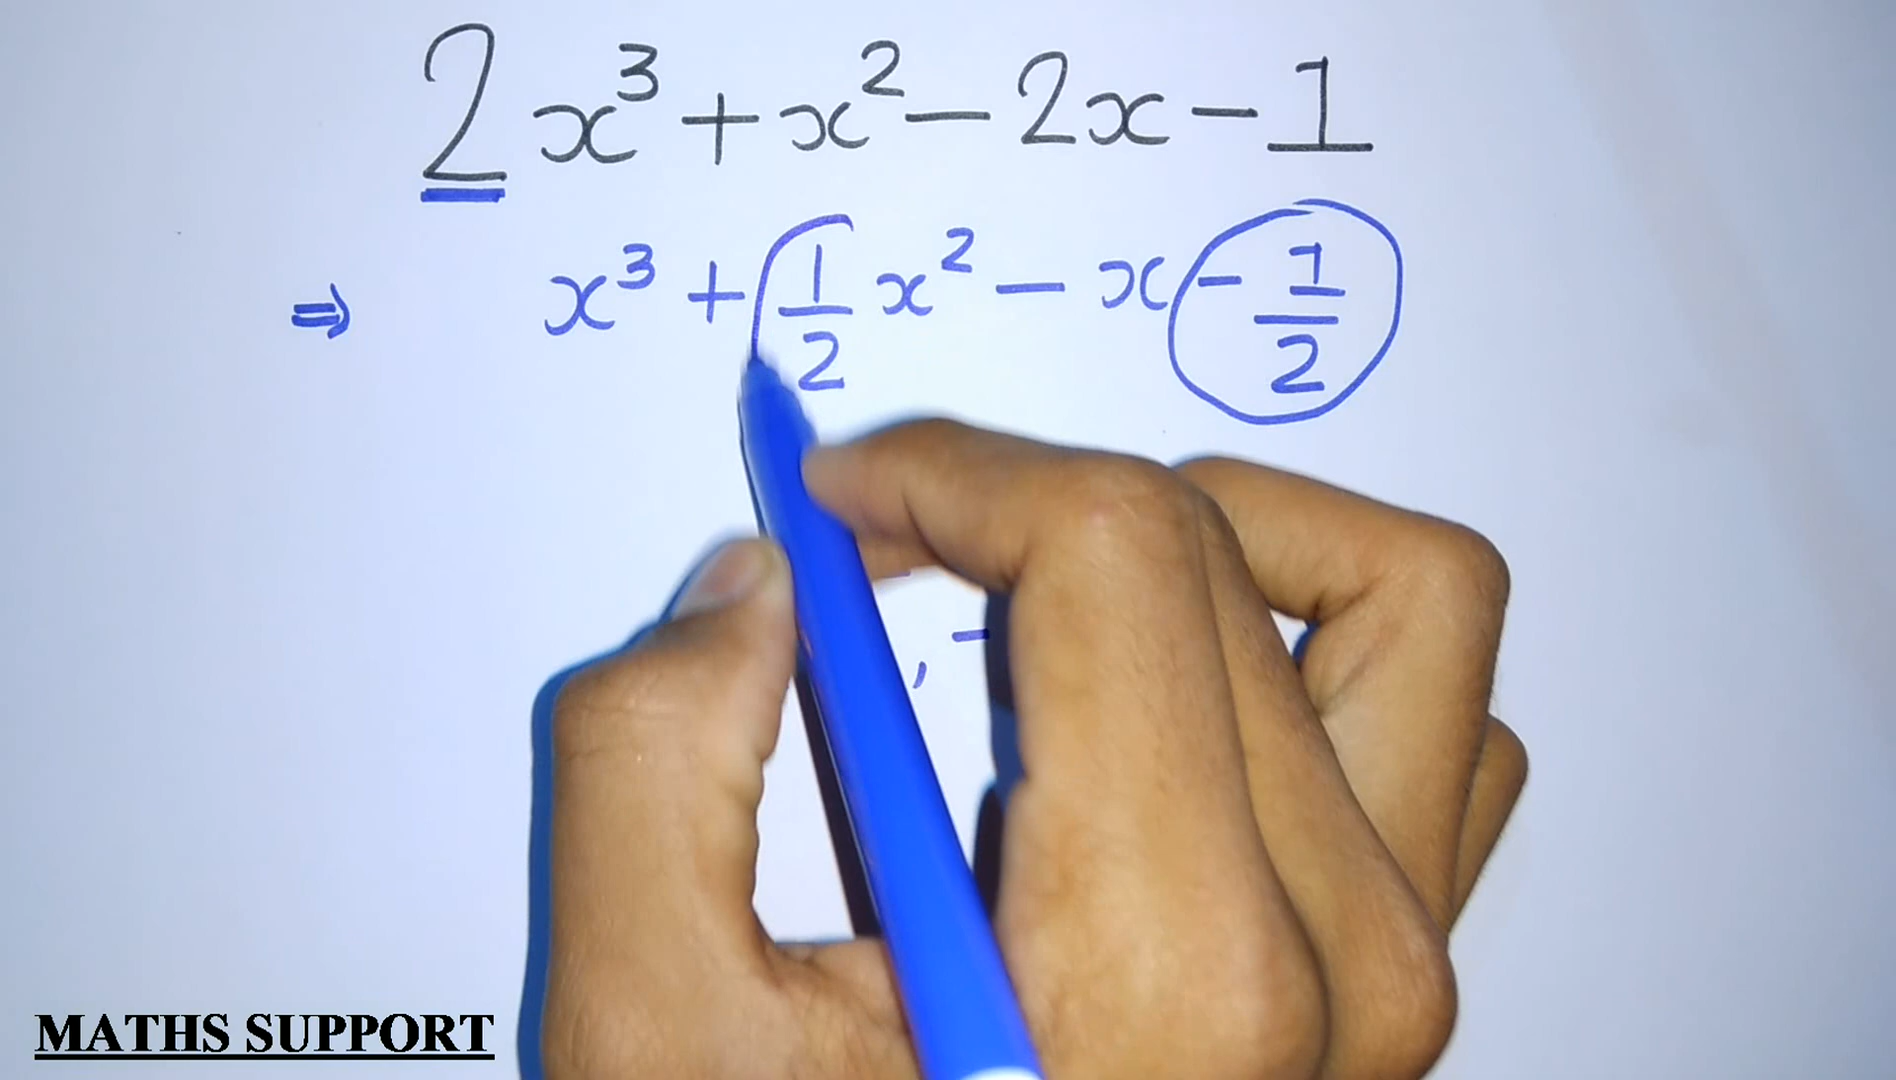 2x³ + x² - 2x - 1
⇒ x³ + 1/2 x² - x - 1/2
, -
MATHS SUPPORT